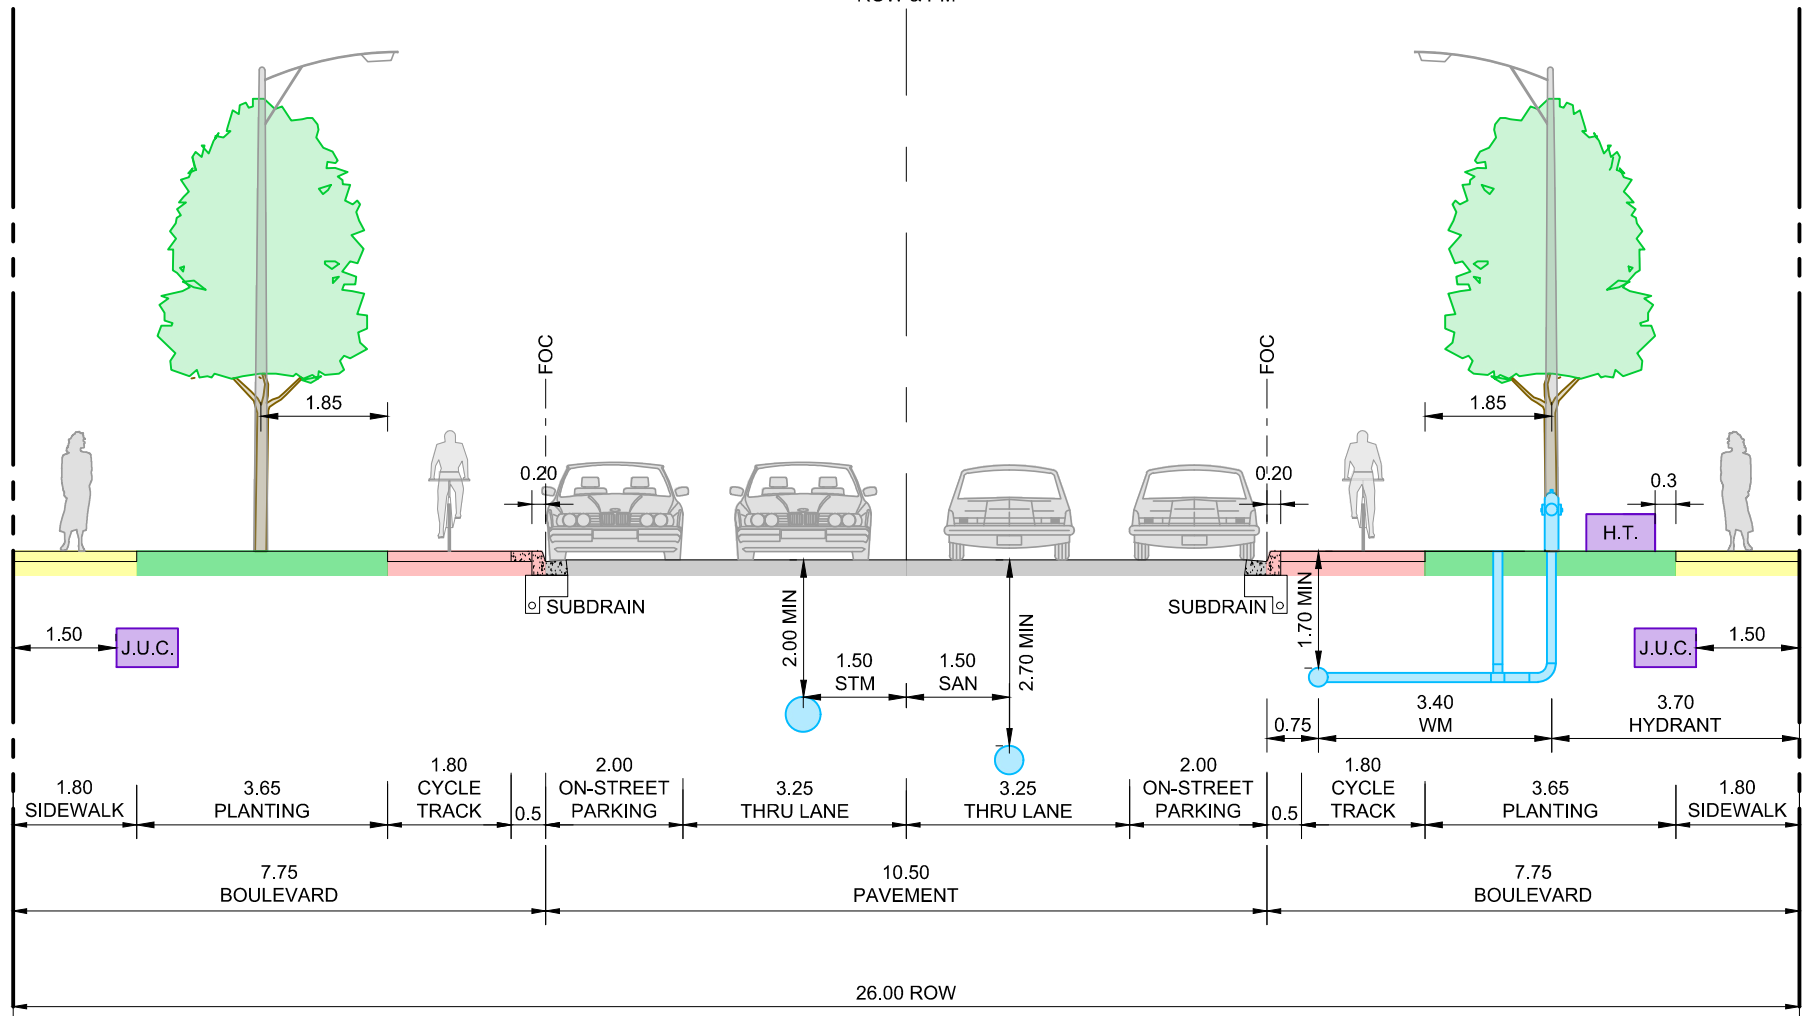 FOC
FOC
1.85
1.85
0.20
0.20
0.3
H.T.
SUBDRAIN
SUBDRAIN
1.50
J.U.C.
2.00 MIN
1.50
STM
1.50
SAN
2.70 MIN
1.70 MIN
J.U.C.
1.50
0.75
3.40
WM
3.70
HYDRANT
1.80
SIDEWALK
3.65
PLANTING
1.80
CYCLE
TRACK
0.5
2.00
ON-STREET
PARKING
3.25
THRU LANE
3.25
THRU LANE
2.00
ON-STREET
PARKING
0.5
1.80
CYCLE
TRACK
3.65
PLANTING
1.80
SIDEWALK
7.75
BOULEVARD
10.50
PAVEMENT
7.75
BOULEVARD
26.00 ROW